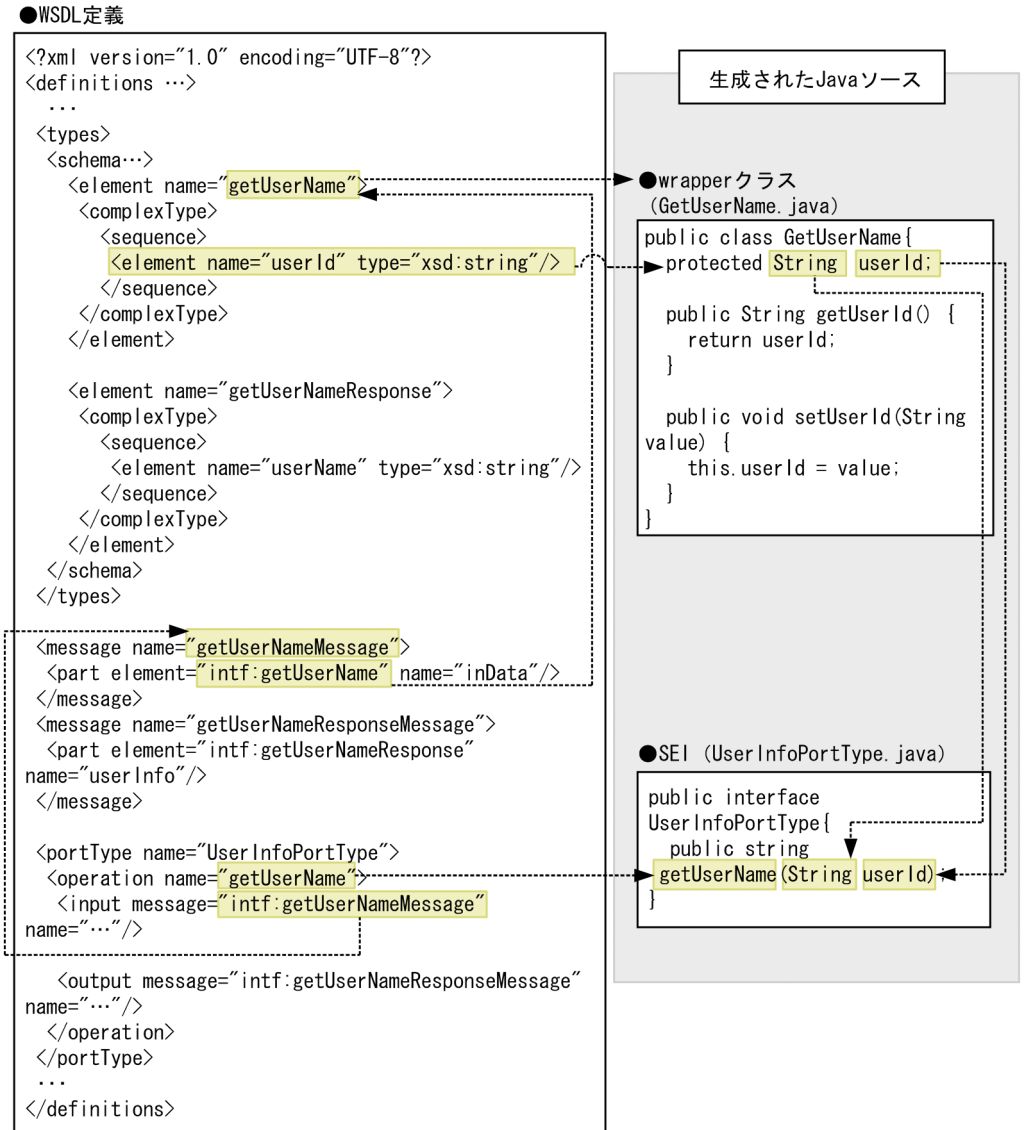 ●WSDL定義
<?xml version="1.0" encoding="UTF-8"?>
<definitions …>
...
<types>
<schema…>
<element name="getUserName">
<complexType>
<sequence>
<element name="userId" type="xsd:string"/>
</sequence>
</complexType>
</element>
<element name="getUserNameResponse">
<complexType>
<sequence>
<element name="userName" type="xsd:string"/>
</sequence>
</complexType>
</element>
</schema>
</types>
<message name="getUserNameMessage">
<part element="intf:getUserName" name="inData"/>
</message>
<message name="getUserNameResponseMessage">
<part element="intf:getUserNameResponse"
name="userInfo"/>
</message>
<portType name="UserInfoPortType">
<operation name="getUserName">
<input message="intf:getUserNameMessage"
name="…"/>
<output message="intf:getUserNameResponseMessage"
name="…"/>
</operation>
</portType>
...
</definitions>
生成されたJavaソース
●wrapperクラス
(GetUserName.java)
public class GetUserName{
protected String userId;
public String getUserId() {
return userId;
}
public void setUserId(String
value) {
this.userId = value;
}
}
●SEI (UserInfoPortType.java)
public interface
UserInfoPortType{
public string
getUserName(String userId);
}